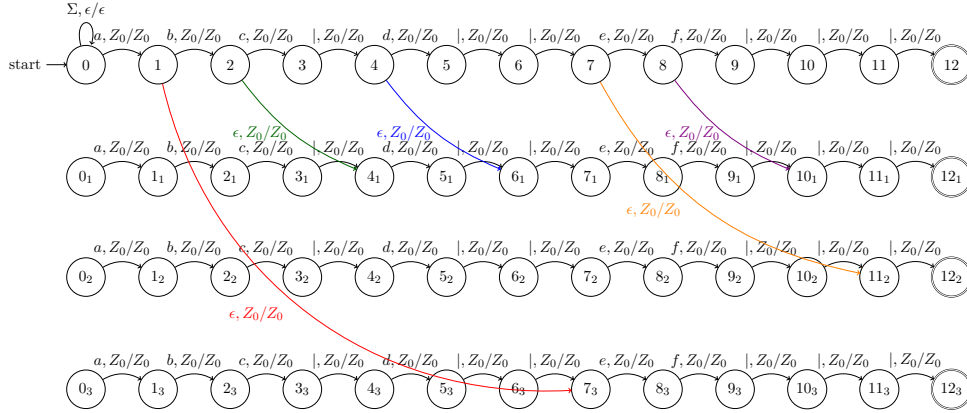 Σ, ϵ/ϵ
a, Z₀/Z₀ b, Z₀/Z₀ c, Z₀/Z₀ |, Z₀/Z₀ d, Z₀/Z₀ |, Z₀/Z₀ |, Z₀/Z₀ e, Z₀/Z₀ f, Z₀/Z₀ |, Z₀/Z₀ |, Z₀/Z₀ |, Z₀/Z₀
start 0 1 2 3 4 5 6 7 8 9 10 11 12
ϵ, Z₀/Z₀ ϵ, Z₀/Z₀ ϵ, Z₀/Z₀
a, Z₀/Z₀ b, Z₀/Z₀ c, Z₀/Z₀ |, Z₀/Z₀ d, Z₀/Z₀ |, Z₀/Z₀ |, Z₀/Z₀ e, Z₀/Z₀ f, Z₀/Z₀ |, Z₀/Z₀ |, Z₀/Z₀ |, Z₀/Z₀
0₁ 1₁ 2₁ 3₁ 4₁ 5₁ 6₁ 7₁ 8₁ 9₁ 10₁ 11₁ 12₁
ϵ, Z₀/Z₀
a, Z₀/Z₀ b, Z₀/Z₀ c, Z₀/Z₀ |, Z₀/Z₀ d, Z₀/Z₀ |, Z₀/Z₀ |, Z₀/Z₀ e, Z₀/Z₀ f, Z₀/Z₀ |, Z₀/Z₀ |, Z₀/Z₀ |, Z₀/Z₀
0₂ 1₂ 2₂ 3₂ 4₂ 5₂ 6₂ 7₂ 8₂ 9₂ 10₂ 11₂ 12₂
ϵ, Z₀/Z₀
a, Z₀/Z₀ b, Z₀/Z₀ c, Z₀/Z₀ |, Z₀/Z₀ d, Z₀/Z₀ |, Z₀/Z₀ |, Z₀/Z₀ e, Z₀/Z₀ f, Z₀/Z₀ |, Z₀/Z₀ |, Z₀/Z₀ |, Z₀/Z₀
0₃ 1₃ 2₃ 3₃ 4₃ 5₃ 6₃ 7₃ 8₃ 9₃ 10₃ 11₃ 12₃